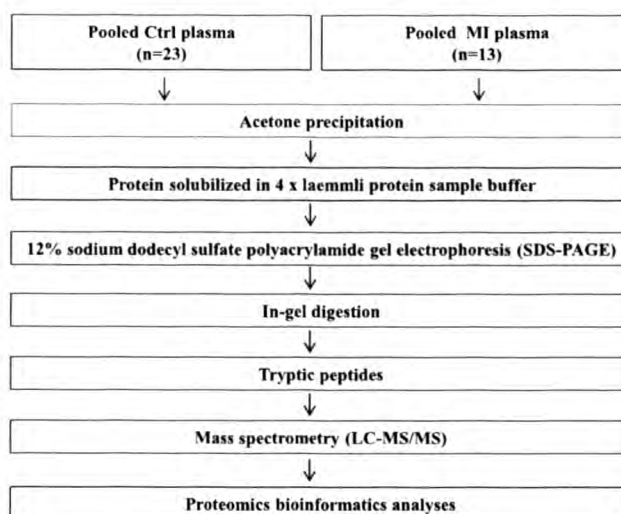 Pooled Ctrl plasma
(n=23)
Pooled MI plasma
(n=13)
Acetone precipitation
Protein solubilized in 4 x laemmli protein sample buffer
12% sodium dodecyl sulfate polyacrylamide gel electrophoresis (SDS-PAGE)
In-gel digestion
Tryptic peptides
Mass spectrometry (LC-MS/MS)
Proteomics bioinformatics analyses